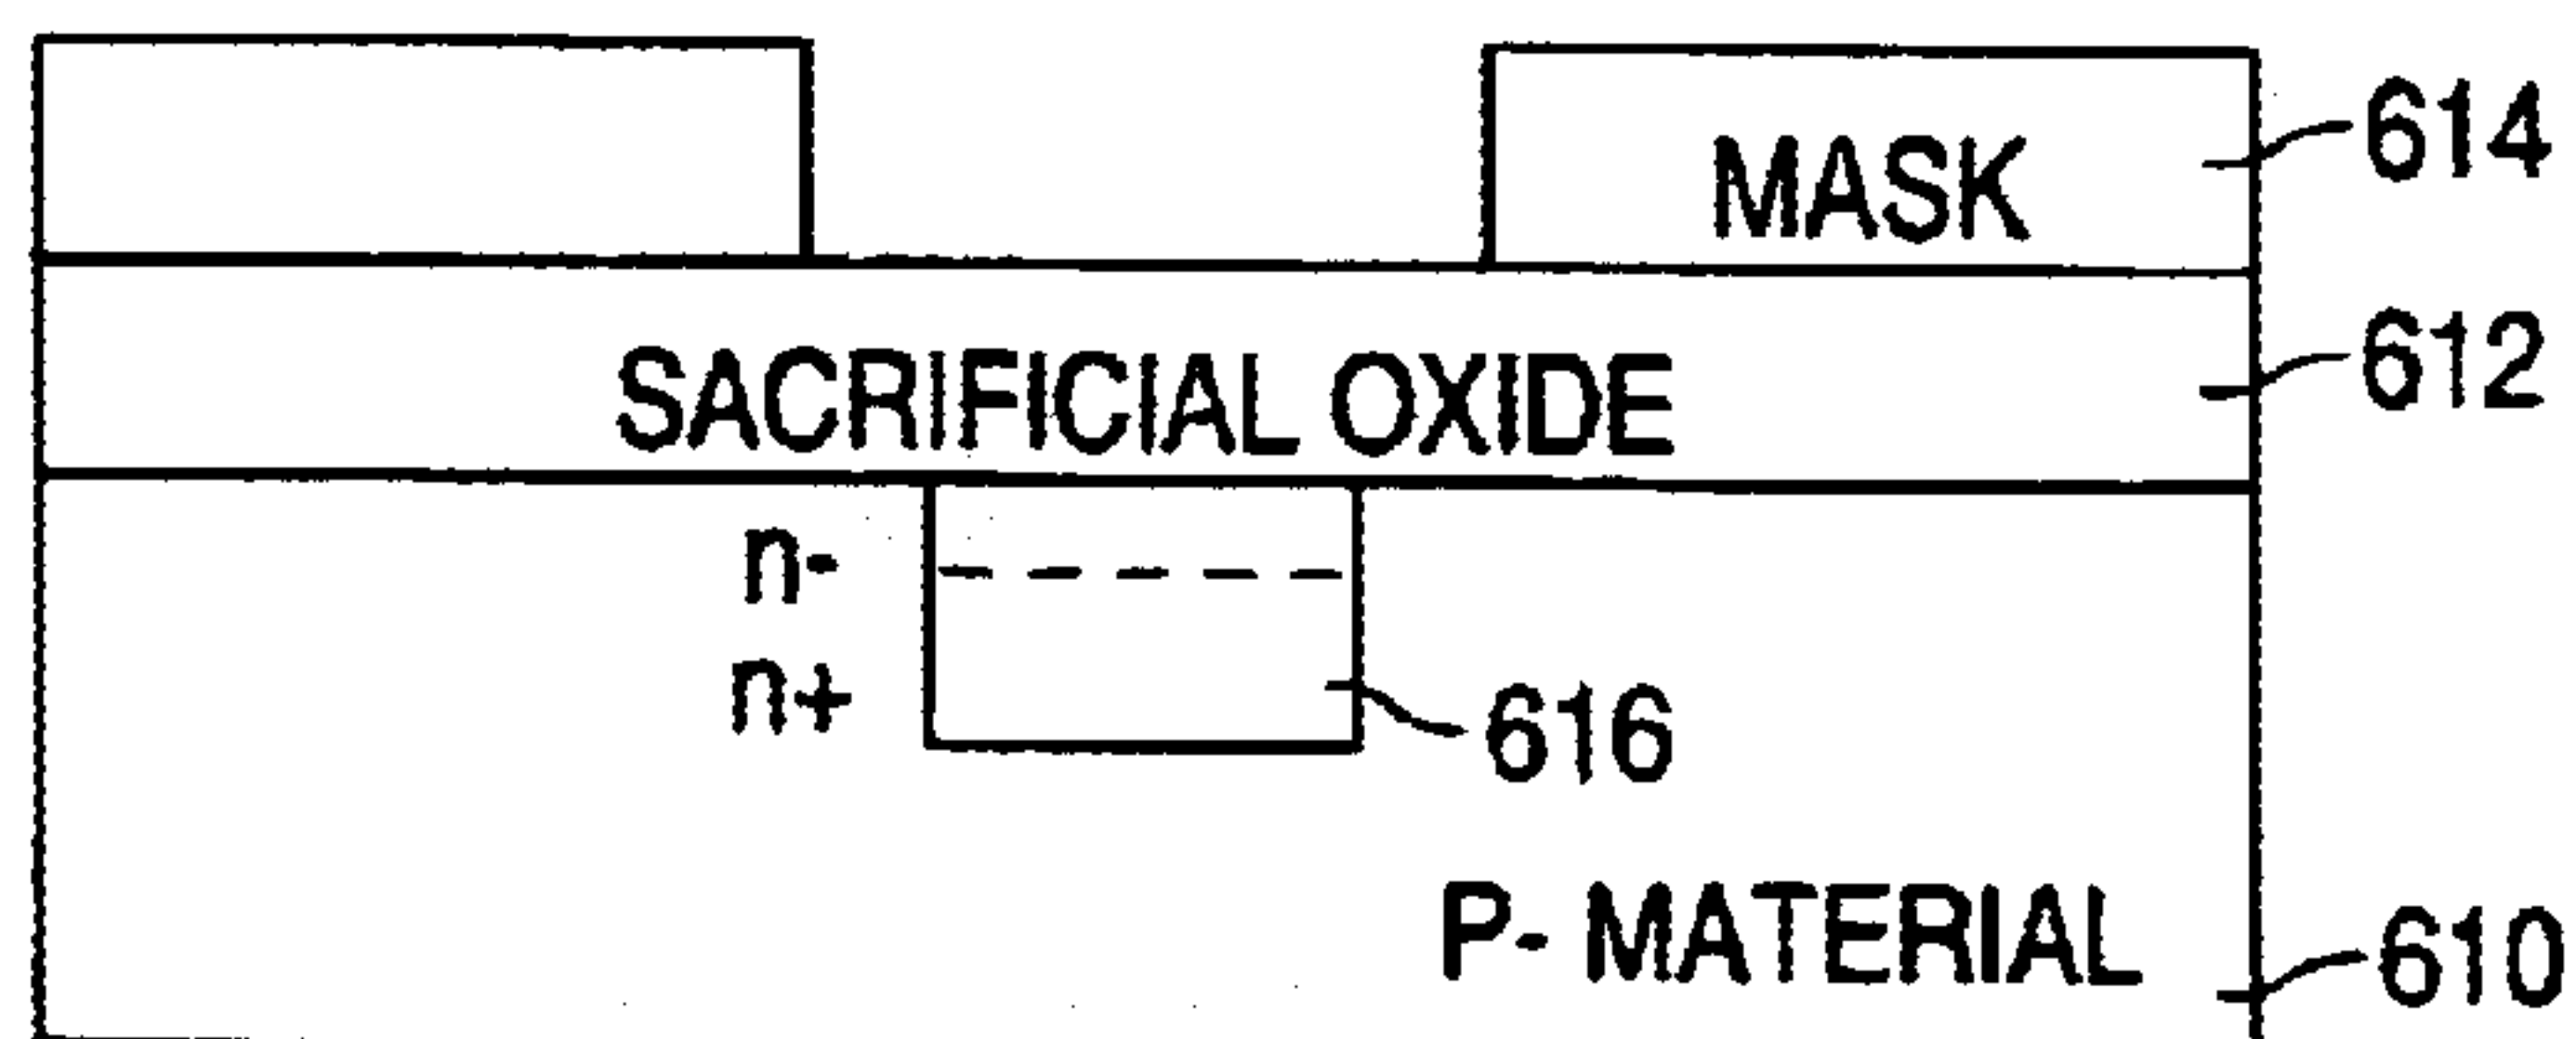 614
MASK
612
SACRIFICIAL OXIDE
n-
n+
616
P- MATERIAL
610